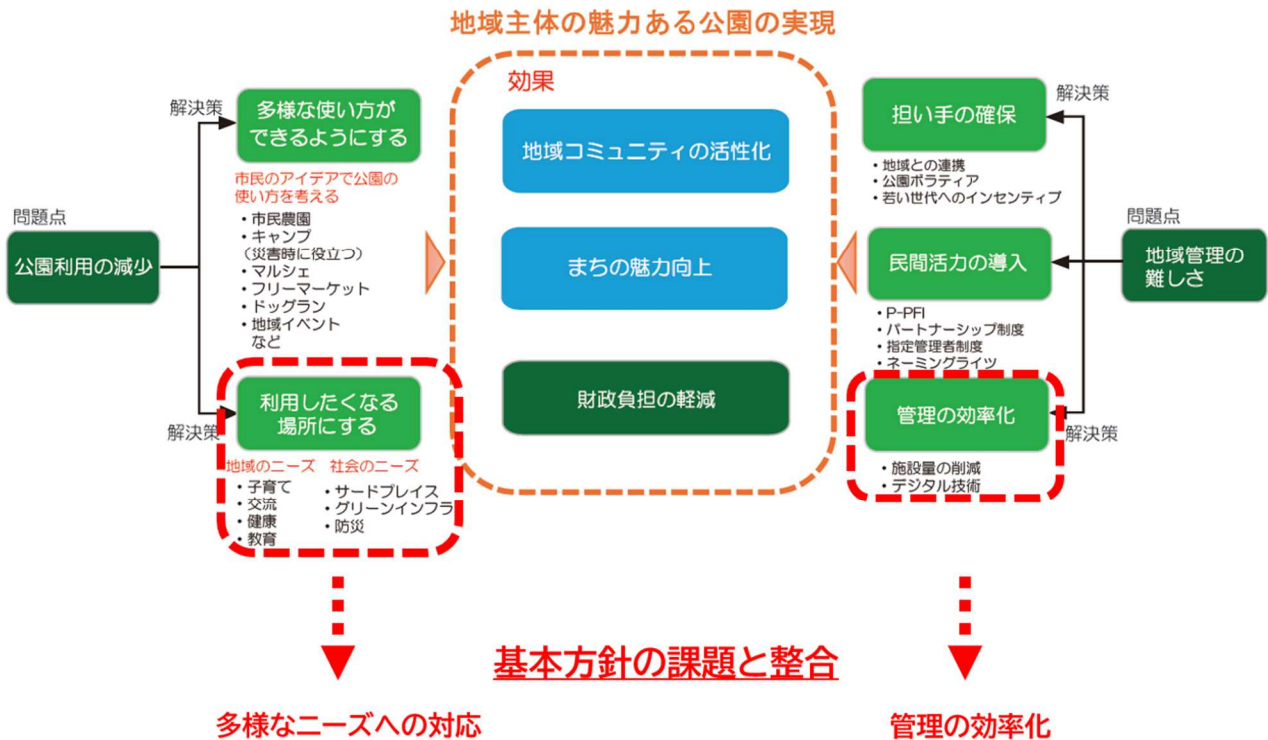 地域主体の魅力ある公園の実現
問題点
公園利用の減少
解決策
多様な使い方が
できるようにする
市民のアイデアで公園の
使い方を考える
・市民農園
・キャンプ
（災害時に役立つ）
・マルシェ
・フリーマーケット
・ドッグラン
・地域イベント
など
解決策
利用したくなる
場所にする
地域のニーズ
・子育て
・交流
・健康
・教育
社会のニーズ
・サードプレイス
・グリーンインフラ
・防災
効果
地域コミュニティの活性化
まちの魅力向上
財政負担の軽減
解決策
担い手の確保
・地域との連携
・公園ボラティア
・若い世代へのインセンティブ
問題点
地域管理の
難しさ
民間活力の導入
・P-PFI
・パートナーシップ制度
・指定管理者制度
・ネーミングライツ
管理の効率化
解決策
・施設量の削減
・デジタル技術
基本方針の課題と整合
多様なニーズへの対応
管理の効率化